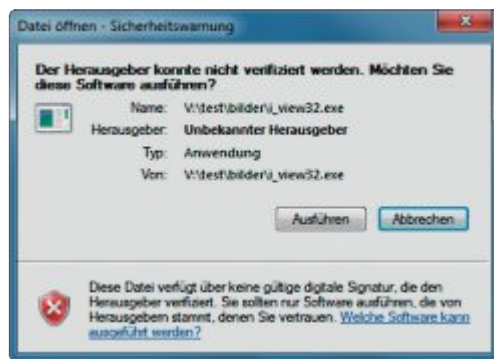 Datei öffnen - Sicherheitswarnung
Der Herausgeber konnte nicht verifiziert werden. Möchten Sie
diese Software ausführen?
Name: V:\test\bilder\i_view32.exe
Herausgeber: Unbekannter Herausgeber
Typ: Anwendung
Von: V:\test\bilder\i_view32.exe
Ausführen Abbrechen
Diese Datei verfügt über keine gültige digitale Signatur, die den
Herausgeber verifiziert. Sie sollten nur Software ausführen, die von
Herausgebern stammt, denen Sie vertrauen. Welche Software kann
ausgeführt werden?